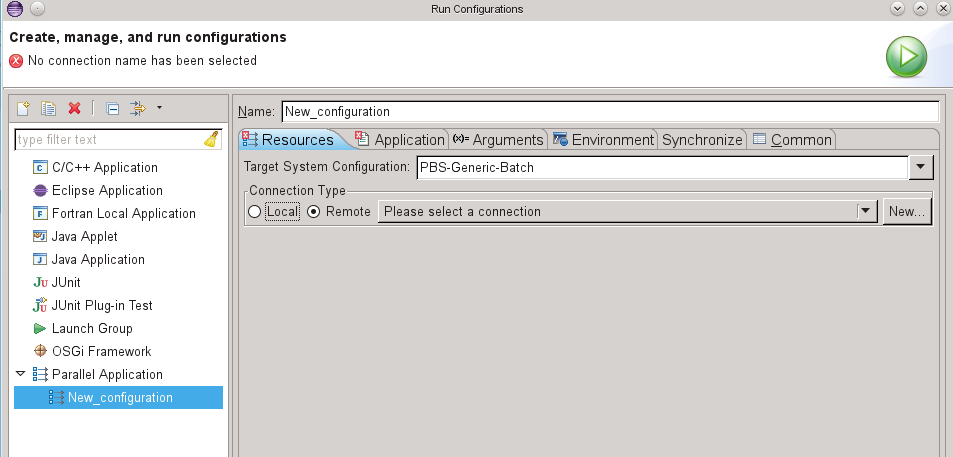 Run Configurations
Create, manage, and run configurations
No connection name has been selected
Name: New_configuration
type filter text
Resources Application (x)= Arguments Environment Synchronize Common
C/C++ Application
Target System Configuration: PBS-Generic-Batch
Eclipse Application
Connection Type
Fortran Local Application
Local Remote Please select a connection New...
Java Applet
Java Application
JUnit
JUnit Plug-in Test
Launch Group
OSGi Framework
Parallel Application
New_configuration